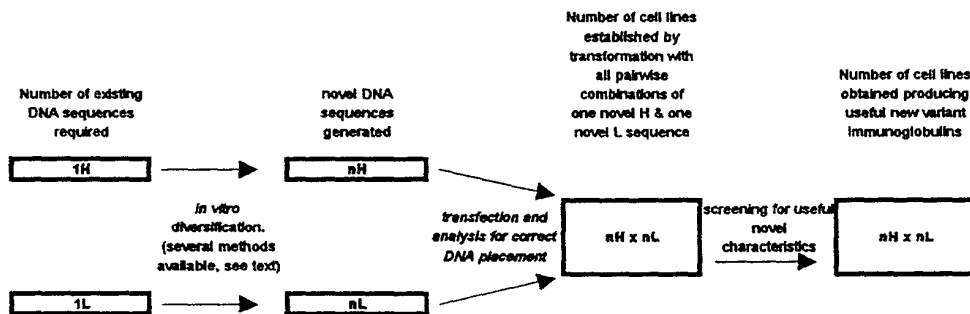 Number of existing
DNA sequences
required
1H
novel DNA
sequences
generated
nH
in vitro
diversification.
(several methods
available, see text)
1L
nL
transfection and
analysis for correct
DNA placement
Number of cell lines
established by
transformation with
all pairwise
combinations of
one novel H & one
novel L sequence
nH x nL
screening for useful
novel
characteristics
Number of cell lines
obtained producing
useful new variant
immunoglobulins
nH x nL